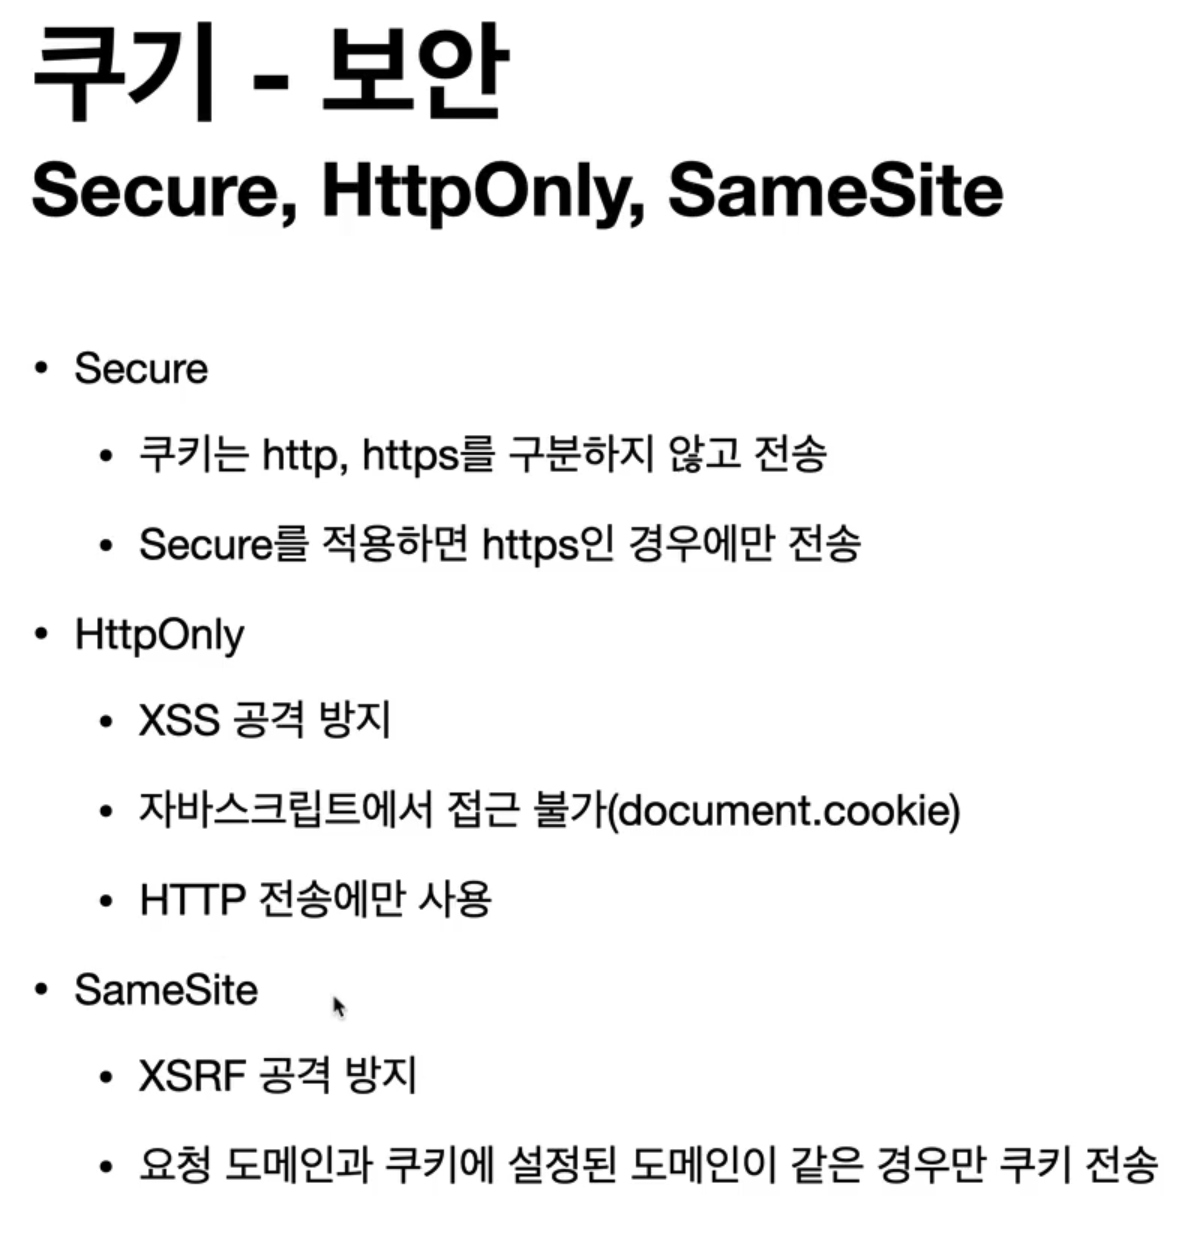 쿠기 - 보안
Secure, HttpOnly, SameSite
• Secure
• 쿠키는 http, https를 구분하지 않고 전송
• Secure를 적용하면 https인 경우에만 전송
• HttpOnly
• XSS 공격 방지
• 자바스크립트에서 접근 불가(document.cookie)
• HTTP 전송에만 사용
• SameSite
• XSRF 공격 방지
• 요청 도메인과 쿠키에 설정된 도메인이 같은 경우만 쿠키 전송